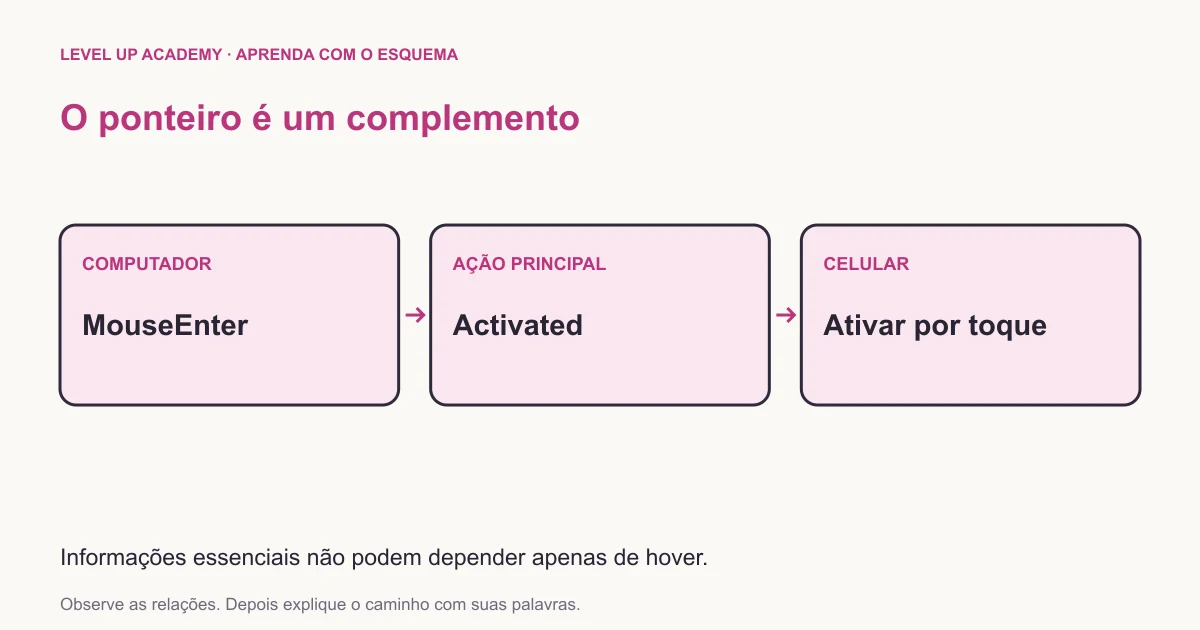 LEVEL UP ACADEMY · APRENDA COM O ESQUEMA
O ponteiro é um complemento
COMPUTADOR
MouseEnter
AÇÃO PRINCIPAL
Activated
CELULAR
Ativar por toque
Informações essenciais não podem depender apenas de hover.
Observe as relações. Depois explique o caminho com suas palavras.